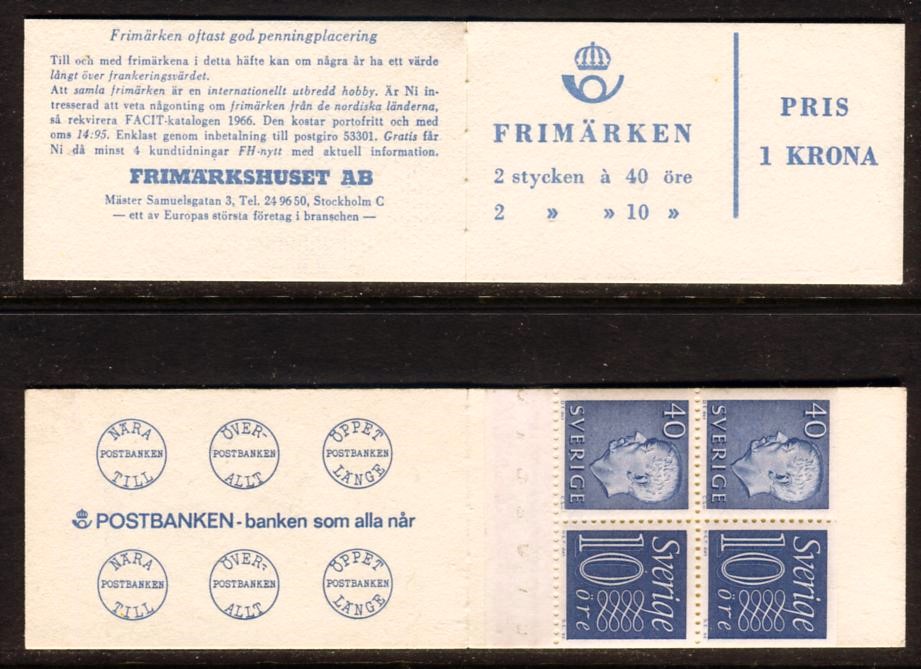 Frimärken oftast god penningplacering
Till och med frimärkena i detta häfte kan om några år ha ett värde
långt över frankeringsvärdet.
Att samla frimärken är en internationellt utbredd hobby. Är Ni in-
tresserad att veta någonting om frimärken från de nordiska länderna,
så rekvirera FACIT-katalogen 1966. Den kostar portofritt och med
oms 14:95. Enklast genom inbetalning till postgiro 53301. Gratis får
Ni då minst 4 kundtidningar FH-nytt med aktuell information.
FRIMÄRKSHUSET AB
Mäster Samuelsgatan 3, Tel. 24 96 50, Stockholm C
— ett av Europas största företag i branschen —
FRIMÄRKEN
2 stycken à 40 öre
2 » » 10 »
PRIS
1 KRONA
NÄRA
POSTBANKEN
TILL
ÖVER-
POSTBANKEN
ALLT
ÖPPET
POSTBANKEN
LÄNGE
POSTBANKEN - banken som alla når
NÄRA
POSTBANKEN
TILL
ÖVER-
POSTBANKEN
ALLT
ÖPPET
POSTBANKEN
LÄNGE
40
SVERIGE
40
SVERIGE
Sverige
10
öre
Sverige
10
öre